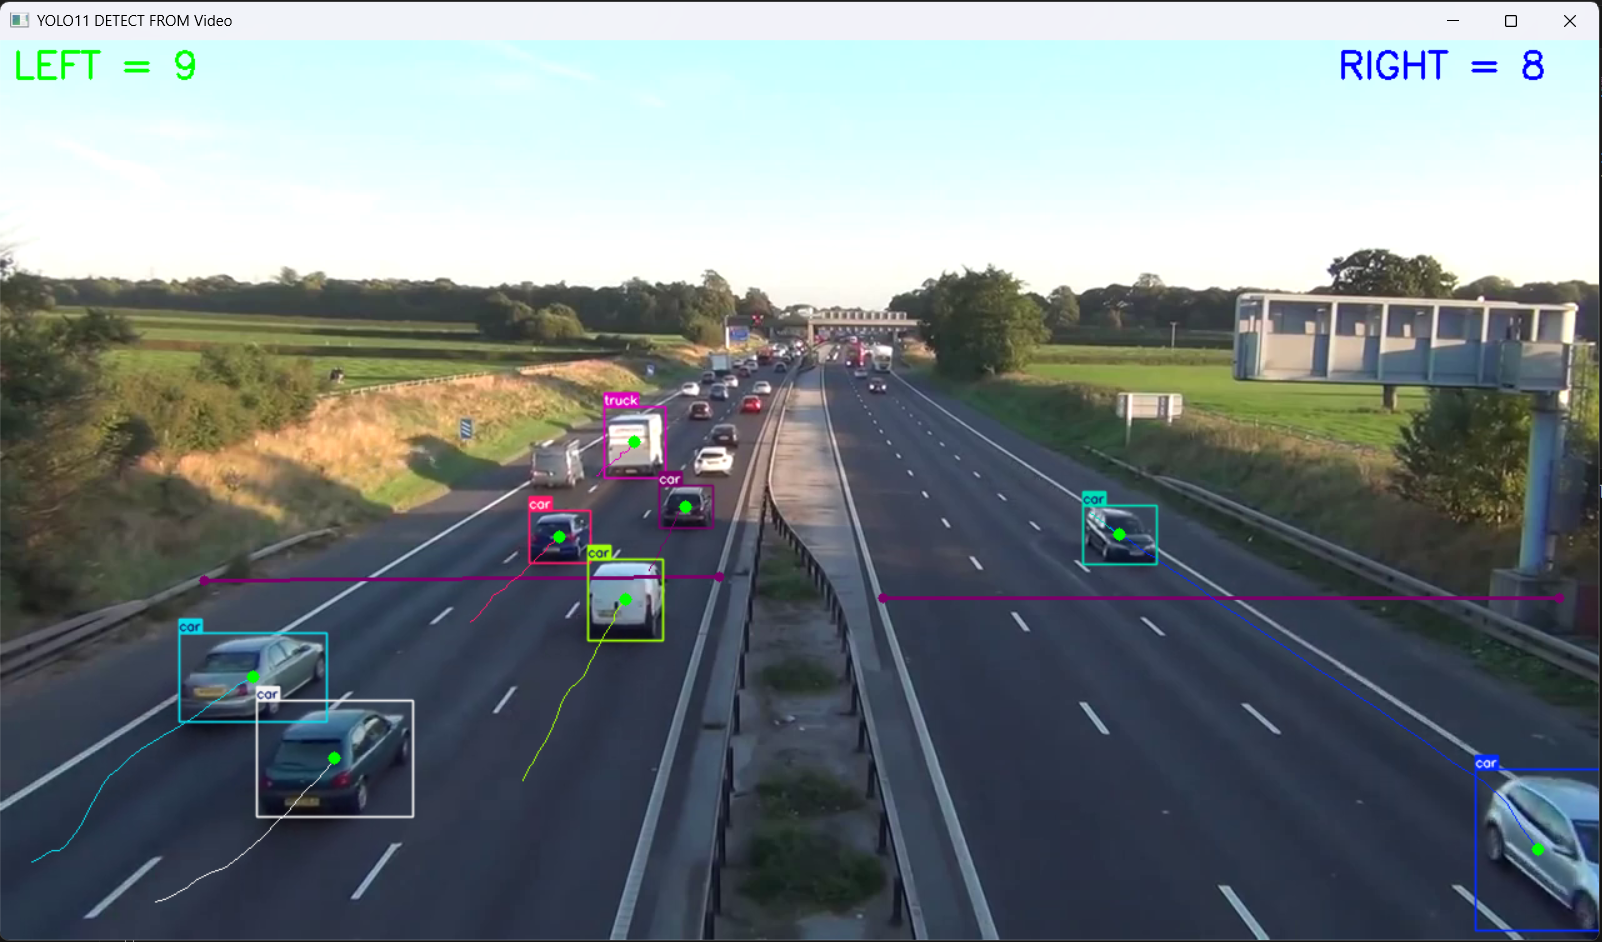 YOLO11 DETECT FROM Video
LEFT = 9
RIGHT = 8
truck
car
car
car
car
car
car
car